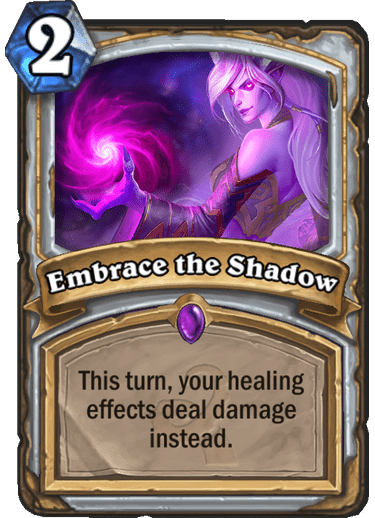 2
Embrace the Shadow
This turn, your healing
effects deal damage
instead.